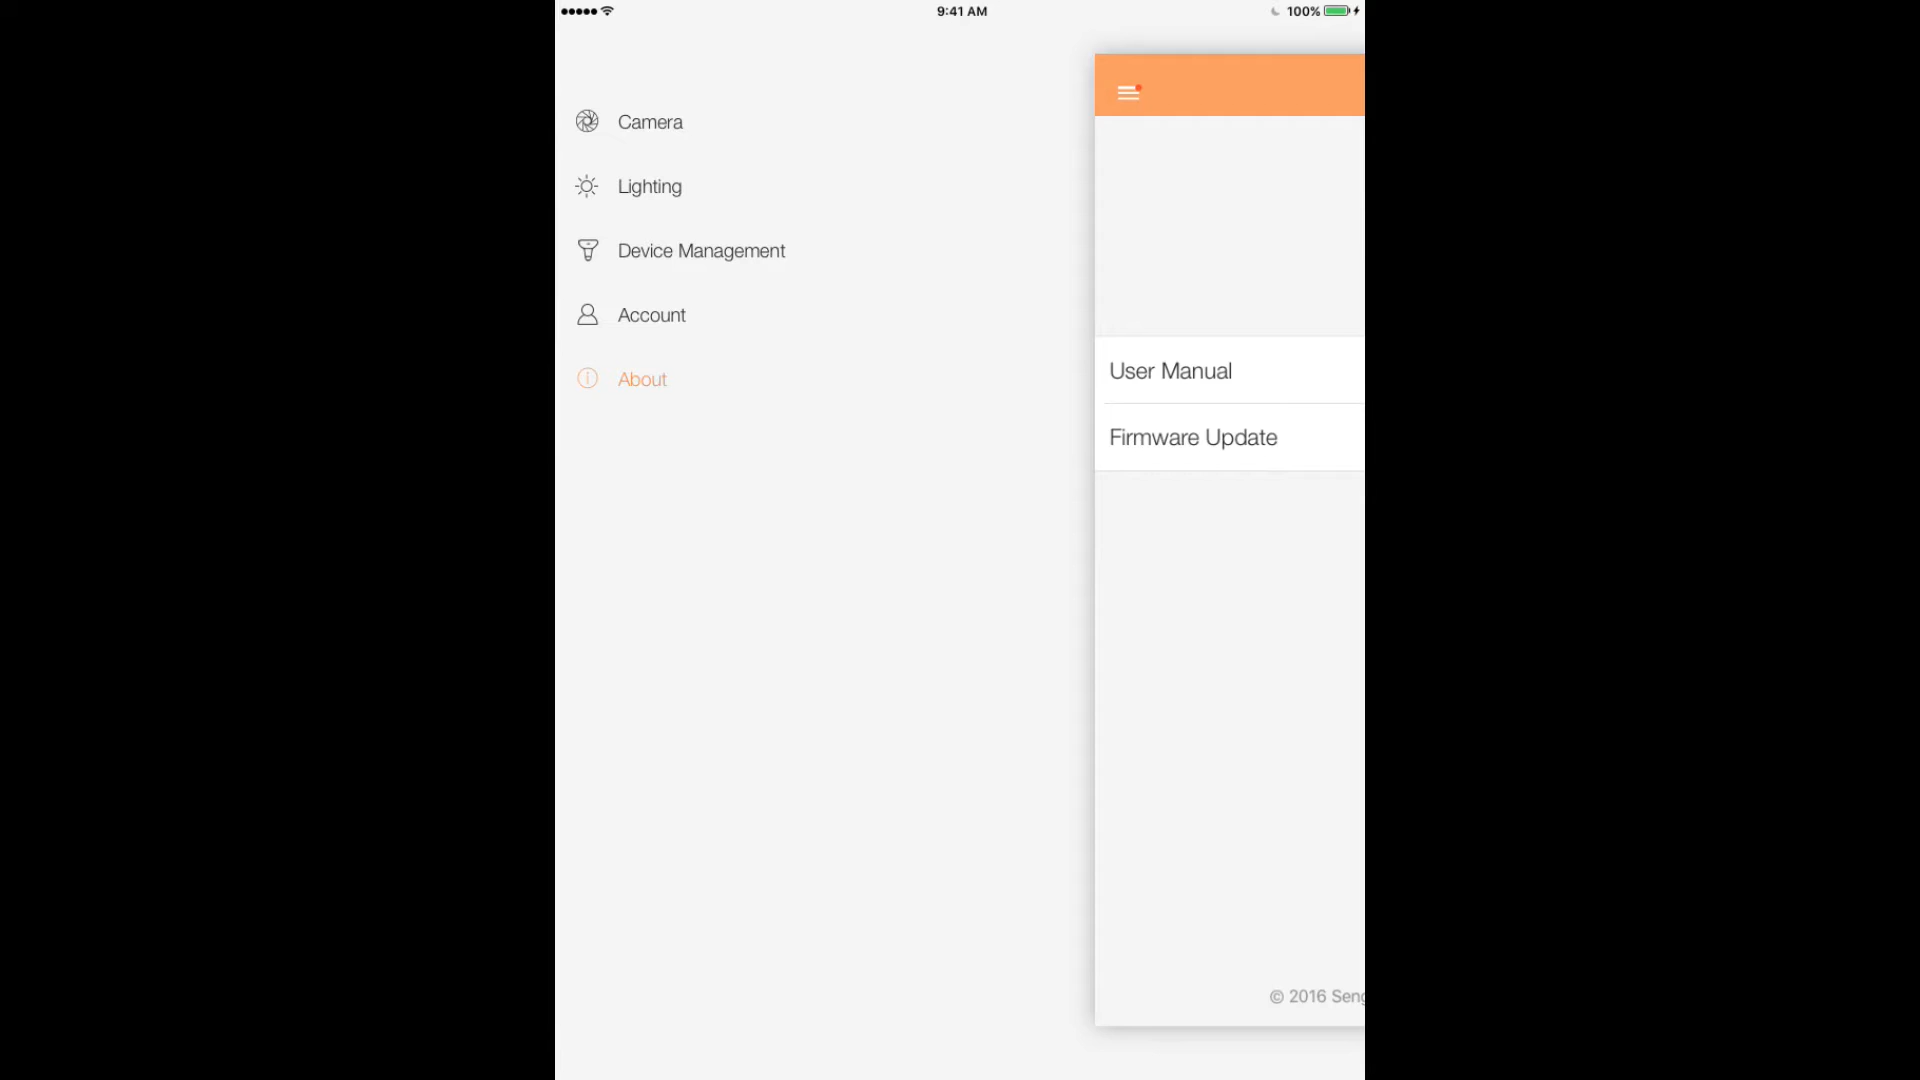 9:41 AM
100%
Camera
Lighting
Device Management
Account
About
User Manual
Firmware Update
© 2016